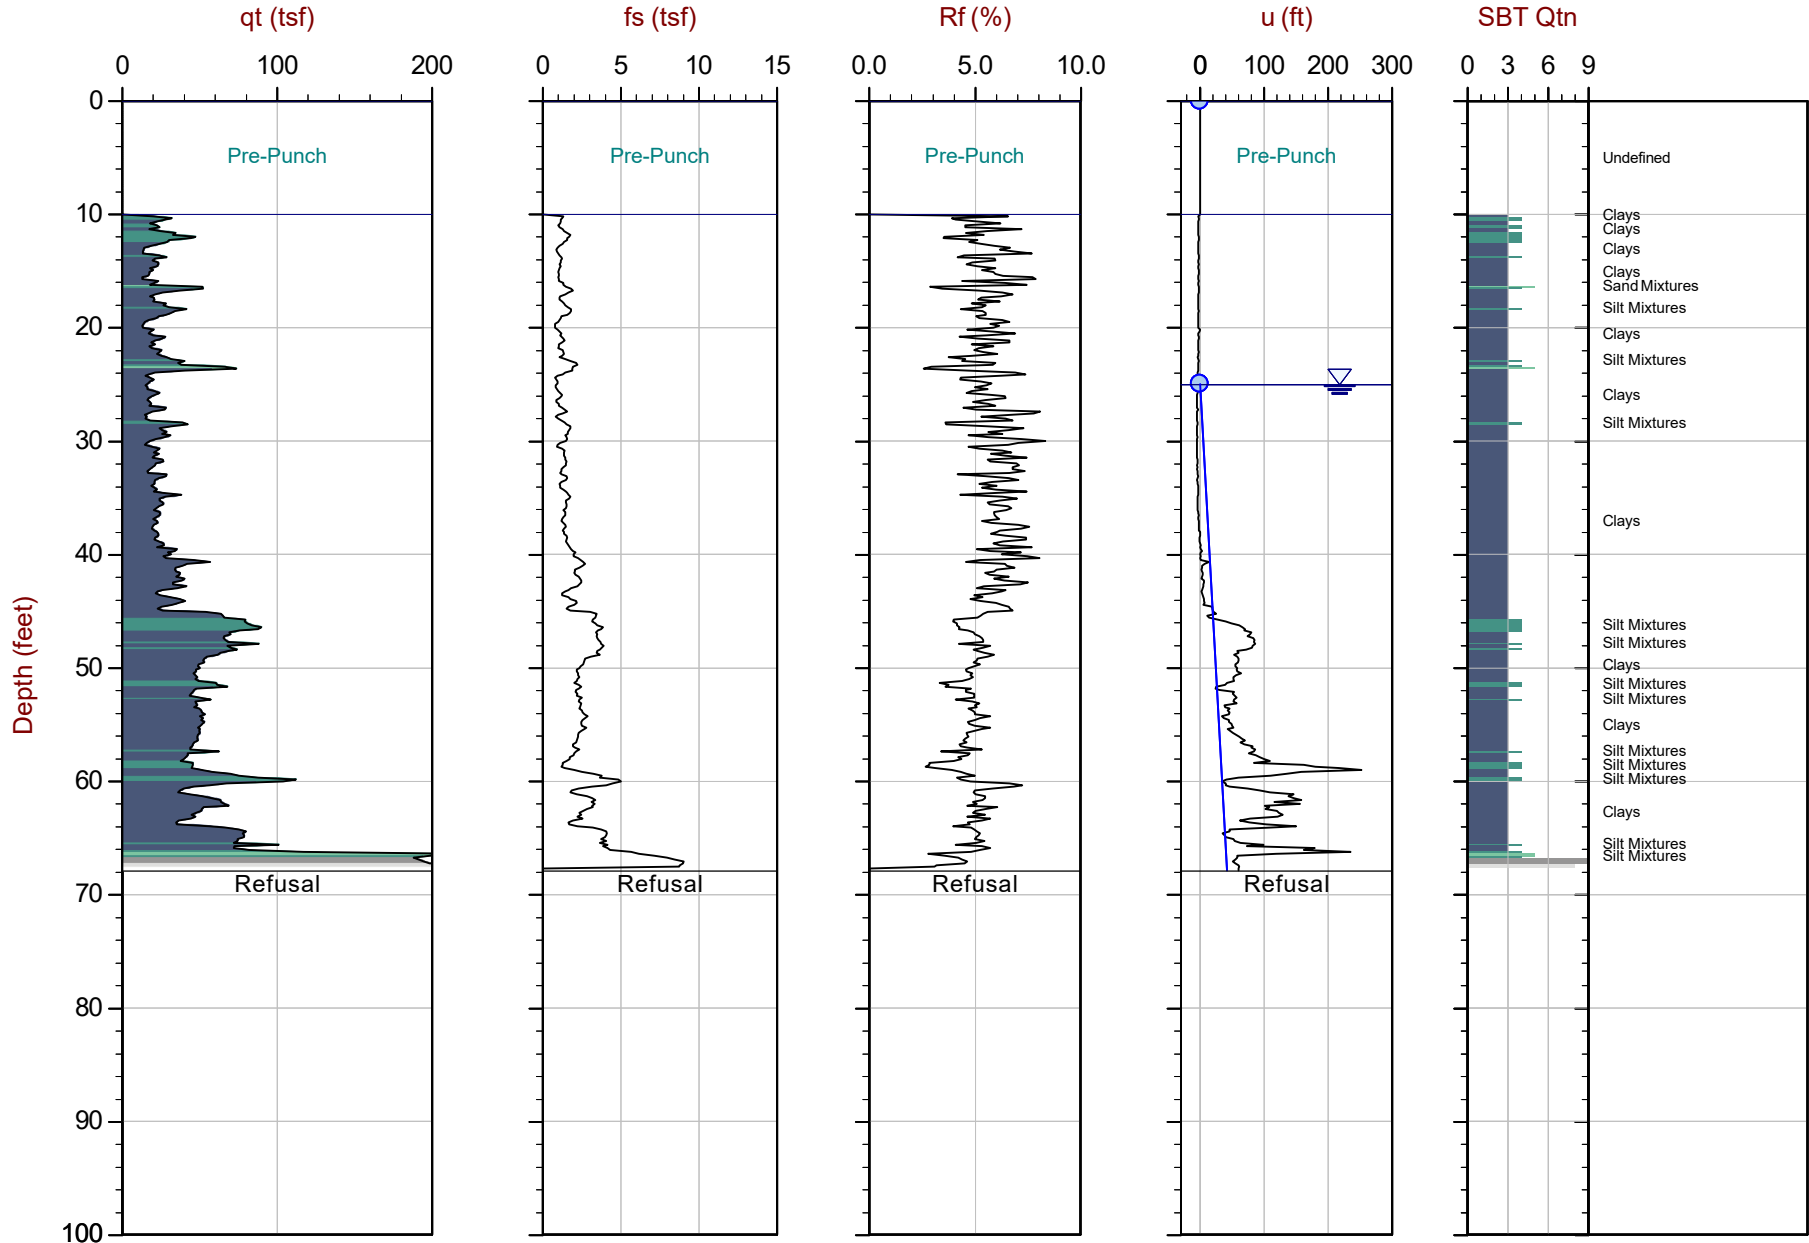 qt (tsf) fs (tsf) Rf (%) u (ft) SBT Qtn
0 100 200 0 5 10 15 0.0 5.0 10.0 0 100 200 300 0 3 6 9
0
Pre-Punch Pre-Punch Pre-Punch Pre-Punch Undefined
10
Clays
Clays
Clays
Clays
Sand Mixtures
Silt Mixtures
20
Clays
Silt Mixtures
Clays
Silt Mixtures
30
Clays
40
Silt Mixtures
Silt Mixtures
50
Clays
Silt Mixtures
Silt Mixtures
Clays
Silt Mixtures
Silt Mixtures
60
Silt Mixtures
Clays
Silt Mixtures
Silt Mixtures
Refusal Refusal Refusal Refusal
70
80
90
100
Depth (feet)